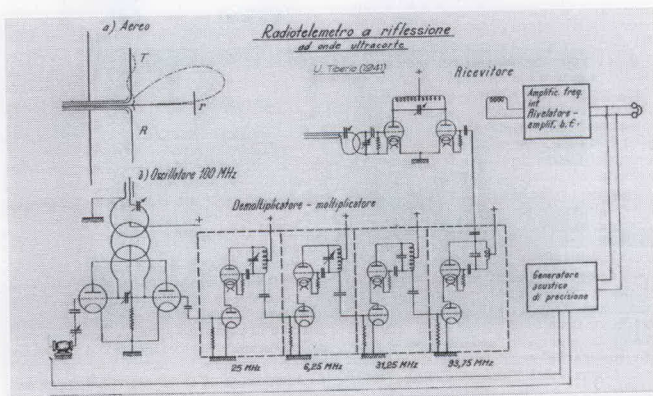 Radiotelemetro a riflessione
ad onde ultracorte
U. Tiberio (1941)
a) Aereo
T
r
R
Ricevitore
+
Amplific. freq.
int
Rivelatore-
amplif. b.f.
b) Oscillatore 100 MHz
+
Demoltiplicatore - moltiplicatore
+
+
+
+
Generatore
acustico
di precisione
25 MHz
6,25 MHz
31,25 MHz
93,75 MHz